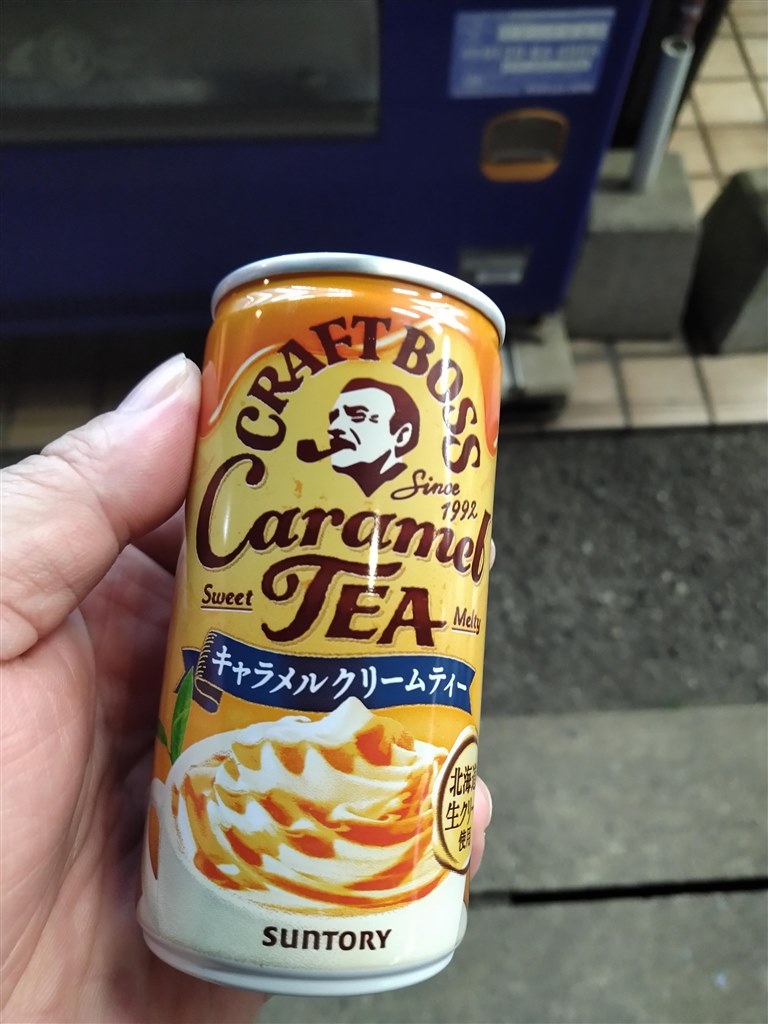 CRAFT BOSS
Since
1992
Caramel
Sweet TEA Melty
キャラメルクリームティー
北海道
生クリー
使用
SUNTORY